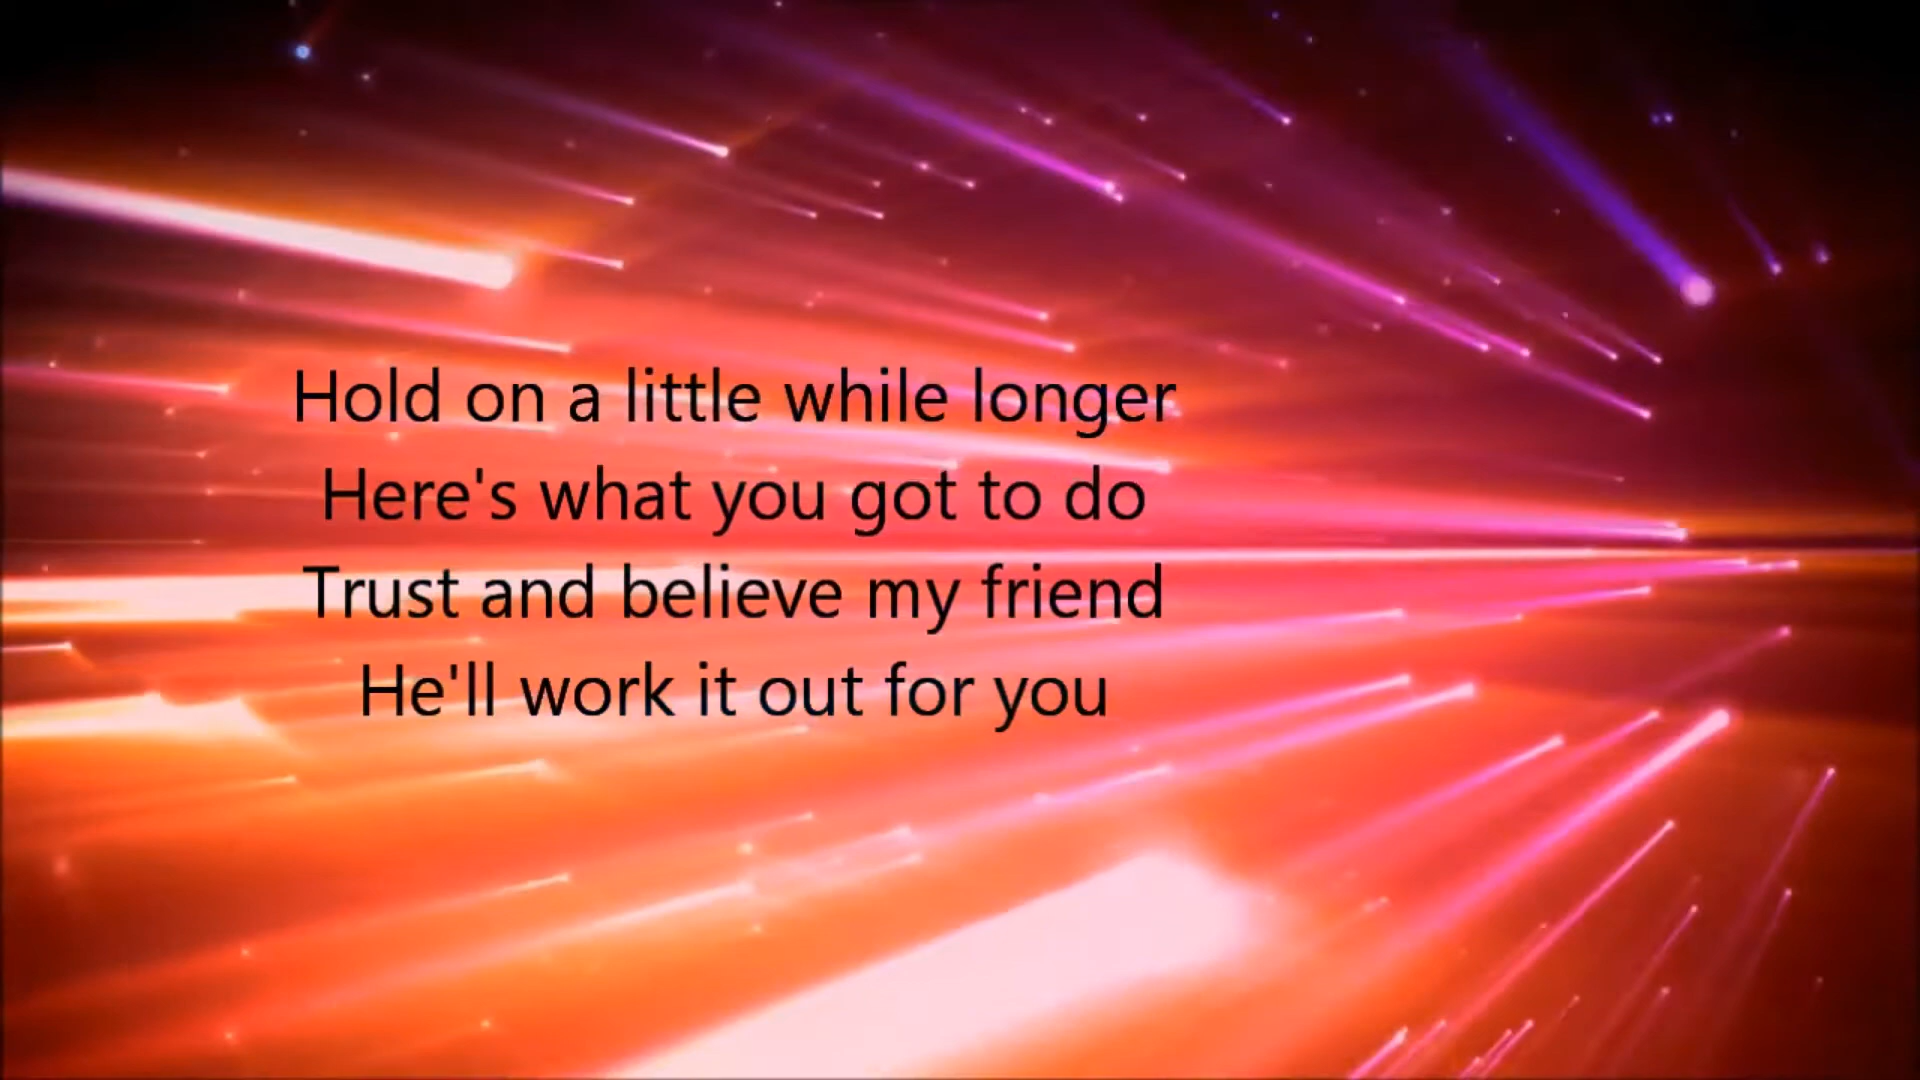 Hold on a little while longer
Here's what you got to do
Trust and believe my friend
He'll work it out for you